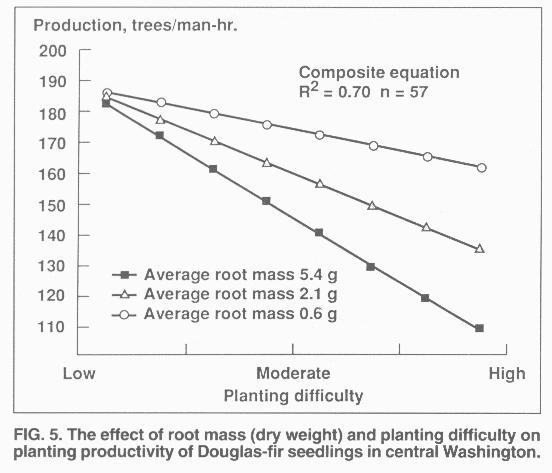 Production, trees/man-hr.
200
190
180
170
160
150
140
130
120
110
Composite equation
R2 = 0.70 n = 57
Average root mass 5.4 g
Average root mass 2.1 g
Average root mass 0.6 g
Low Moderate High
Planting difficulty
FIG. 5. The effect of root mass (dry weight) and planting difficulty on
planting productivity of Douglas-fir seedlings in central Washington.